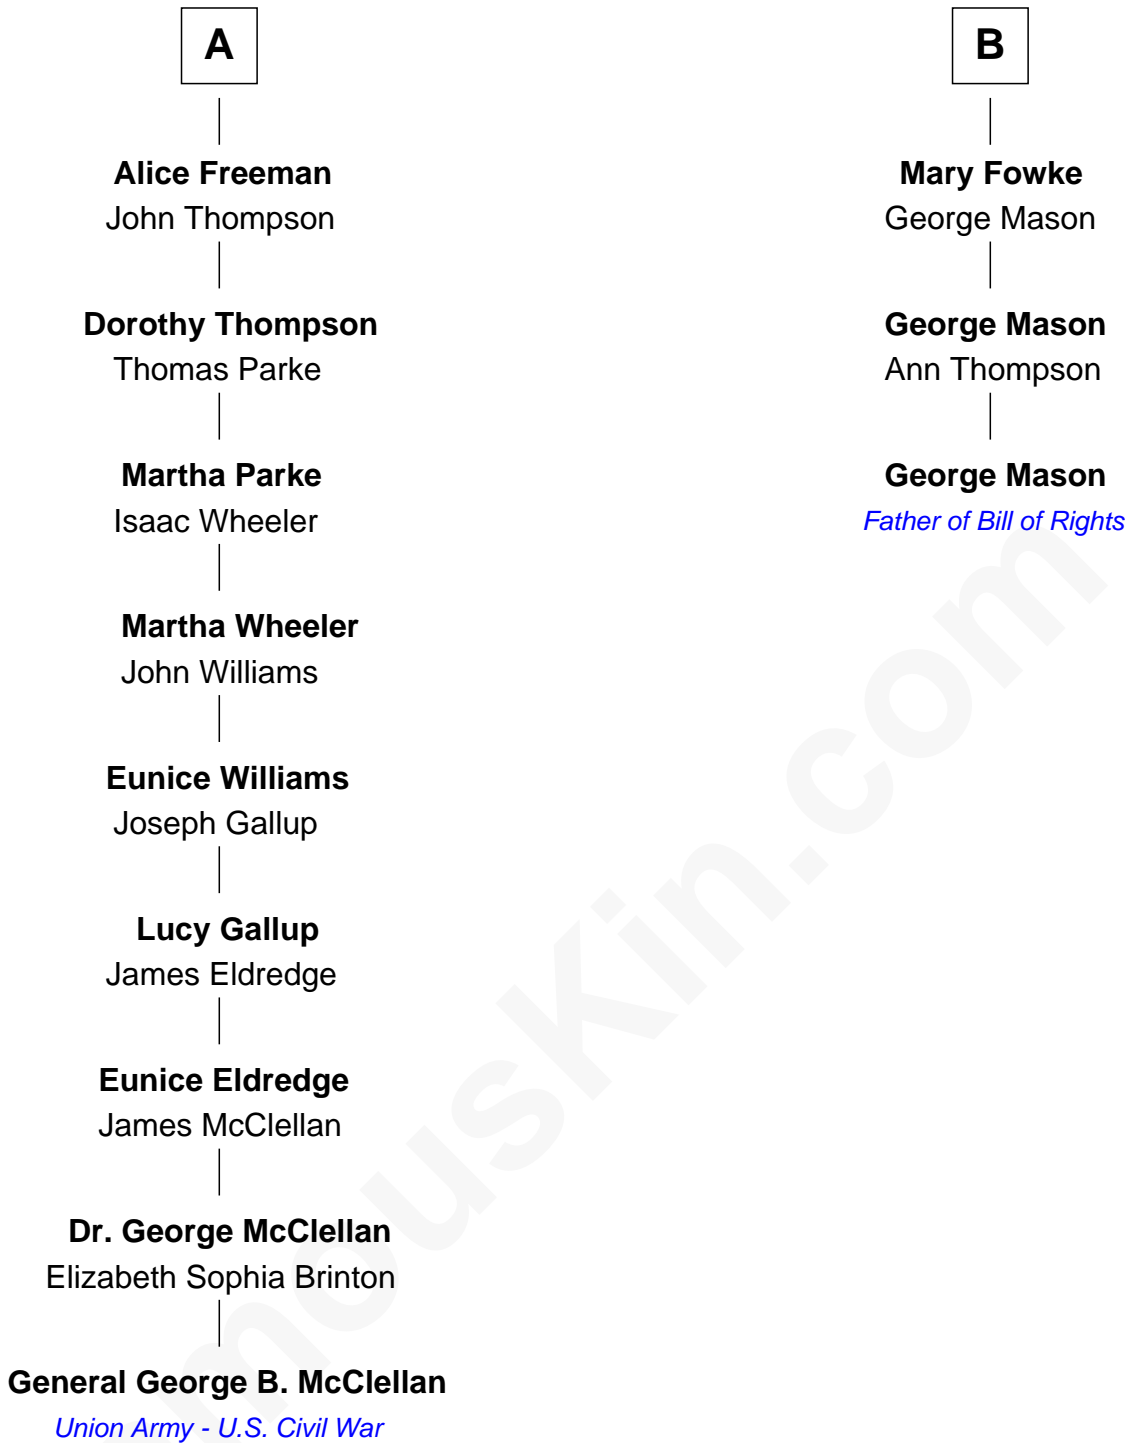 A
Alice Freeman
John Thompson
Dorothy Thompson
Thomas Parke
Martha Parke
Isaac Wheeler
Martha Wheeler
John Williams
Eunice Williams
Joseph Gallup
Lucy Gallup
James Eldredge
Eunice Eldredge
James McClellan
Dr. George McClellan
Elizabeth Sophia Brinton
General George B. McClellan
Union Army - U.S. Civil War
B
Mary Fowke
George Mason
George Mason
Ann Thompson
George Mason
Father of Bill of Rights
mousKin.com